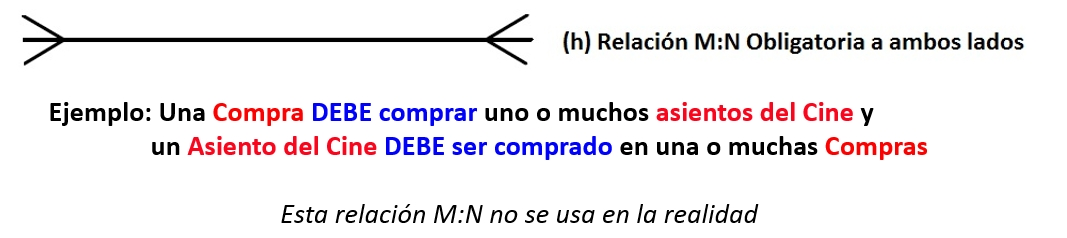 (h) Relación M:N Obligatoria a ambos lados
Ejemplo: Una Compra DEBE comprar uno o muchos asientos del Cine y
un Asiento del Cine DEBE ser comprado en una o muchas Compras
Esta relación M:N no se usa en la realidad